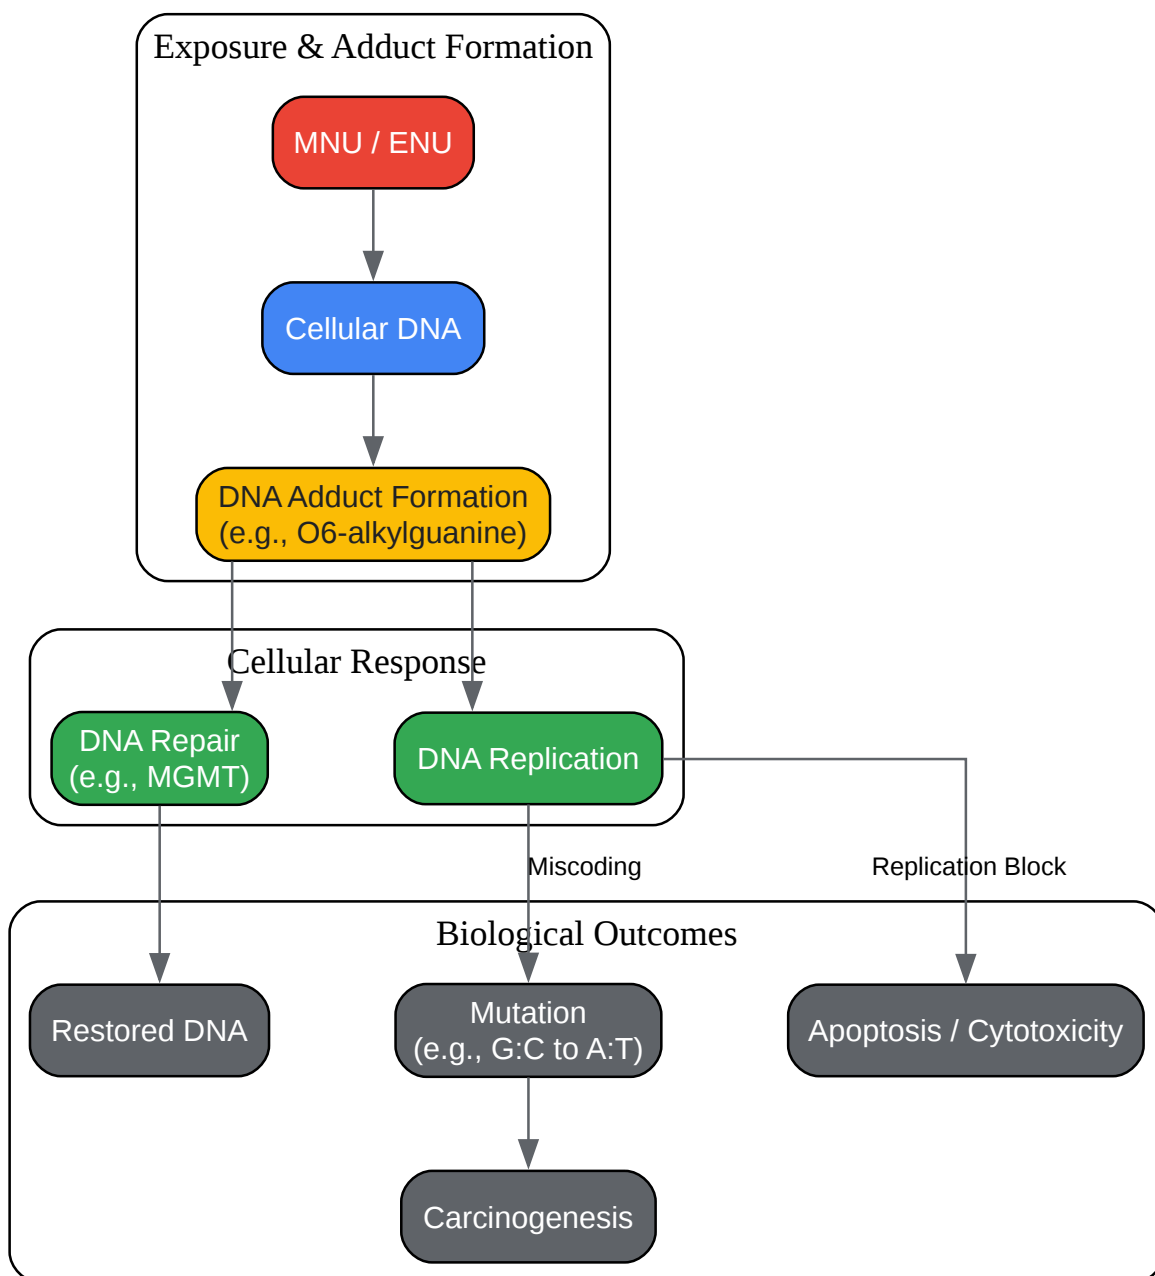 Exposure & Adduct Formation
MNU / ENU
Cellular DNA
DNA Adduct Formation
(e.g., O6-alkylguanine)
Cellular Response
DNA Repair
(e.g., MGMT)
DNA Replication
Miscoding
Replication Block
Biological Outcomes
Restored DNA
Mutation
(e.g., G:C to A:T)
Apoptosis / Cytotoxicity
Carcinogenesis